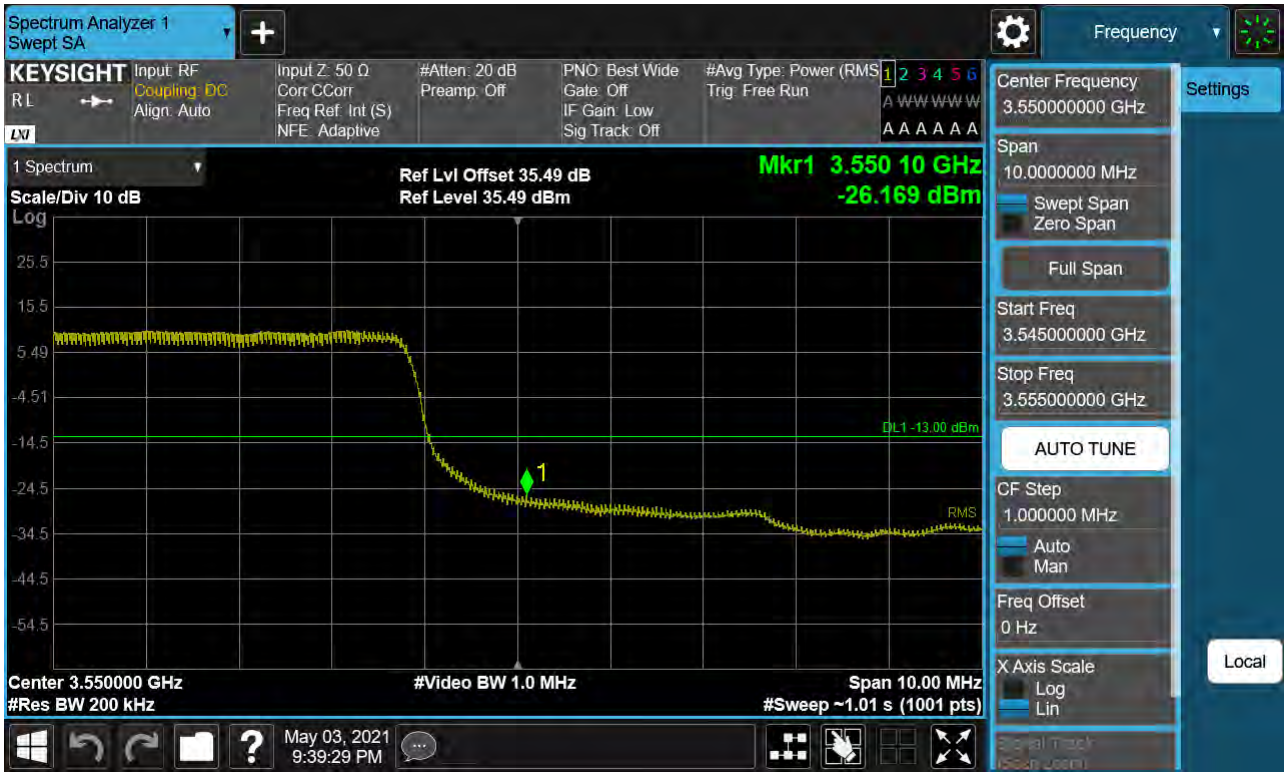 Spectrum Analyzer 1
Swept SA
+
Frequency
KEYSIGHT
RL
LXI
Input: RF
Coupling: DC
Align: Auto
Input Z: 50 Ω
Corr CCorr
Freq Ref: Int (S)
NFE: Adaptive
#Atten: 20 dB
Preamp: Off
PNO: Best Wide
Gate: Off
IF Gain: Low
Sig Track: Off
#Avg Type: Power (RMS
Trig: Free Run
1 2 3 4 5 6
A W W W W W
A A A A A A
1 Spectrum
Scale/Div 10 dB
Log
Ref Lvl Offset 35.49 dB
Ref Level 35.49 dBm
Mkr1 3.550 10 GHz
-26.169 dBm
25.5
15.5
5.49
-4.51
-14.5
-24.5
-34.5
-44.5
-54.5
DL1 -13.00 dBm
1
RMS
Center 3.550000 GHz
#Res BW 200 kHz
#Video BW 1.0 MHz
Span 10.00 MHz
#Sweep ~1.01 s (1001 pts)
?
May 03, 2021
9:39:29 PM
Center Frequency
3.550000000 GHz
Span
10.0000000 MHz
Swept Span
Zero Span
Full Span
Start Freq
3.545000000 GHz
Stop Freq
3.555000000 GHz
AUTO TUNE
CF Step
1.000000 MHz
Auto
Man
Freq Offset
0 Hz
X Axis Scale
Log
Lin
Signal Track
(Span Zoom)
Settings
Local